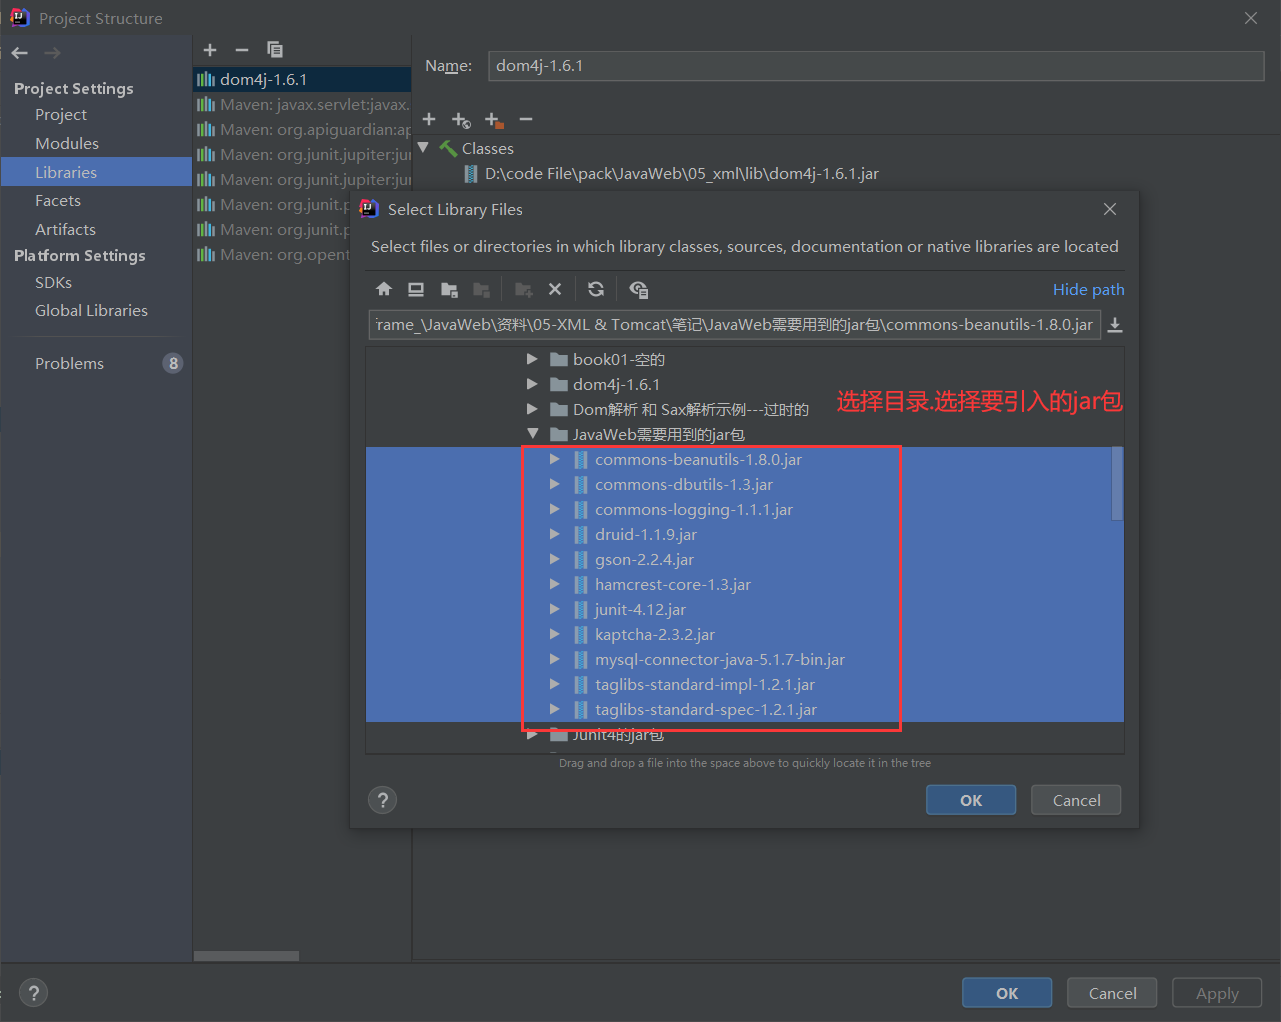 Project Structure
Project Settings
Project
Modules
Libraries
Facets
Artifacts
Platform Settings
SDKs
Global Libraries
Problems
8
dom4j-1.6.1
Maven: javax.servlet:javax.
Maven: org.apiguardian:ap
Maven: org.junit.jupiter:jur
Maven: org.junit.jupiter:jur
Maven: org.junit.p
Maven: org.junit.p
Maven: org.opent
Name:
dom4j-1.6.1
Classes
D:\code File\pack\JavaWeb\05_xml\lib\dom4j-1.6.1.jar
Select Library Files
Select files or directories in which library classes, sources, documentation or native libraries are located
Hide path
rame_\JavaWeb\资料\05-XML & Tomcat\笔记\JavaWeb需要用到的jar包\commons-beanutils-1.8.0.jar
book01-空的
dom4j-1.6.1
Dom解析 和 Sax解析示例---过时的
选择目录.选择要引入的jar包
JavaWeb需要用到的jar包
commons-beanutils-1.8.0.jar
commons-dbutils-1.3.jar
commons-logging-1.1.1.jar
druid-1.1.9.jar
gson-2.2.4.jar
hamcrest-core-1.3.jar
junit-4.12.jar
kaptcha-2.3.2.jar
mysql-connector-java-5.1.7-bin.jar
taglibs-standard-impl-1.2.1.jar
taglibs-standard-spec-1.2.1.jar
Junit4的jar包
Drag and drop a file into the space above to quickly locate it in the tree
?
OK
Cancel
?
OK
Cancel
Apply